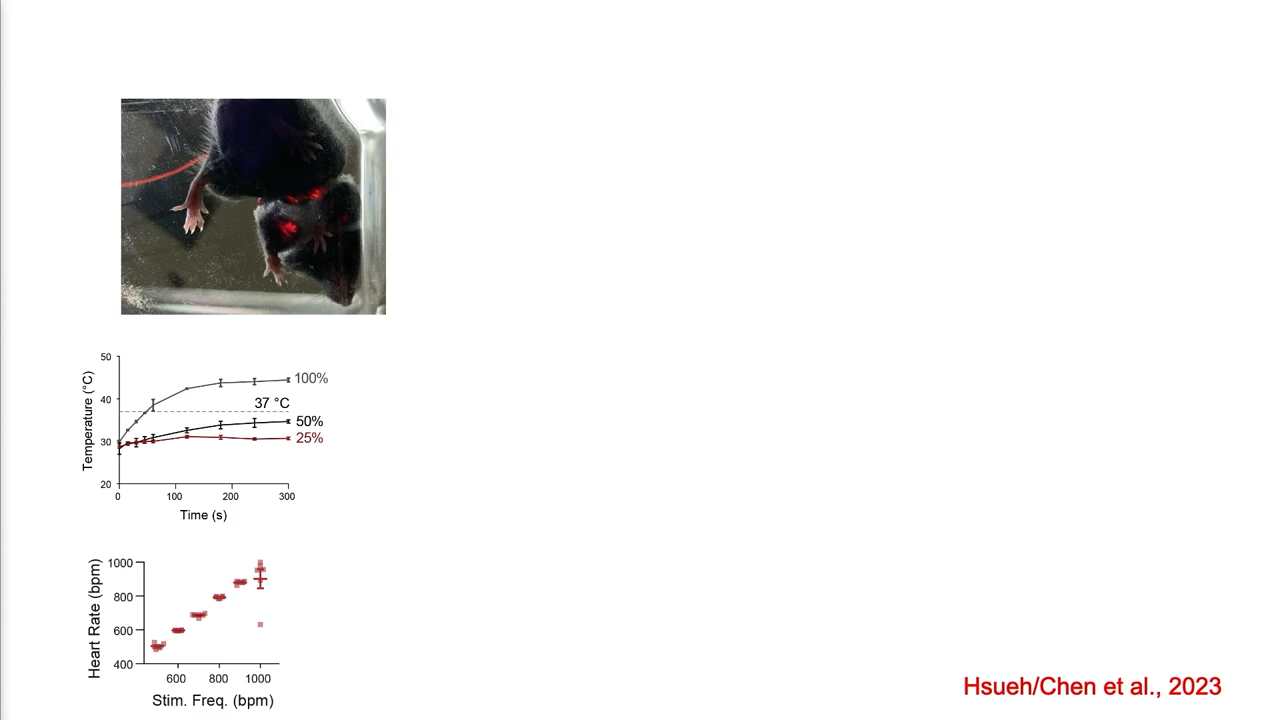 50
40
30
20
Temperature (°C)
100%
37 °C
50%
25%
0 100 200 300
Time (s)
1000
800
600
400
Heart Rate (bpm)
600 800 1000
Stim. Freq. (bpm)
Hsueh/Chen et al., 2023